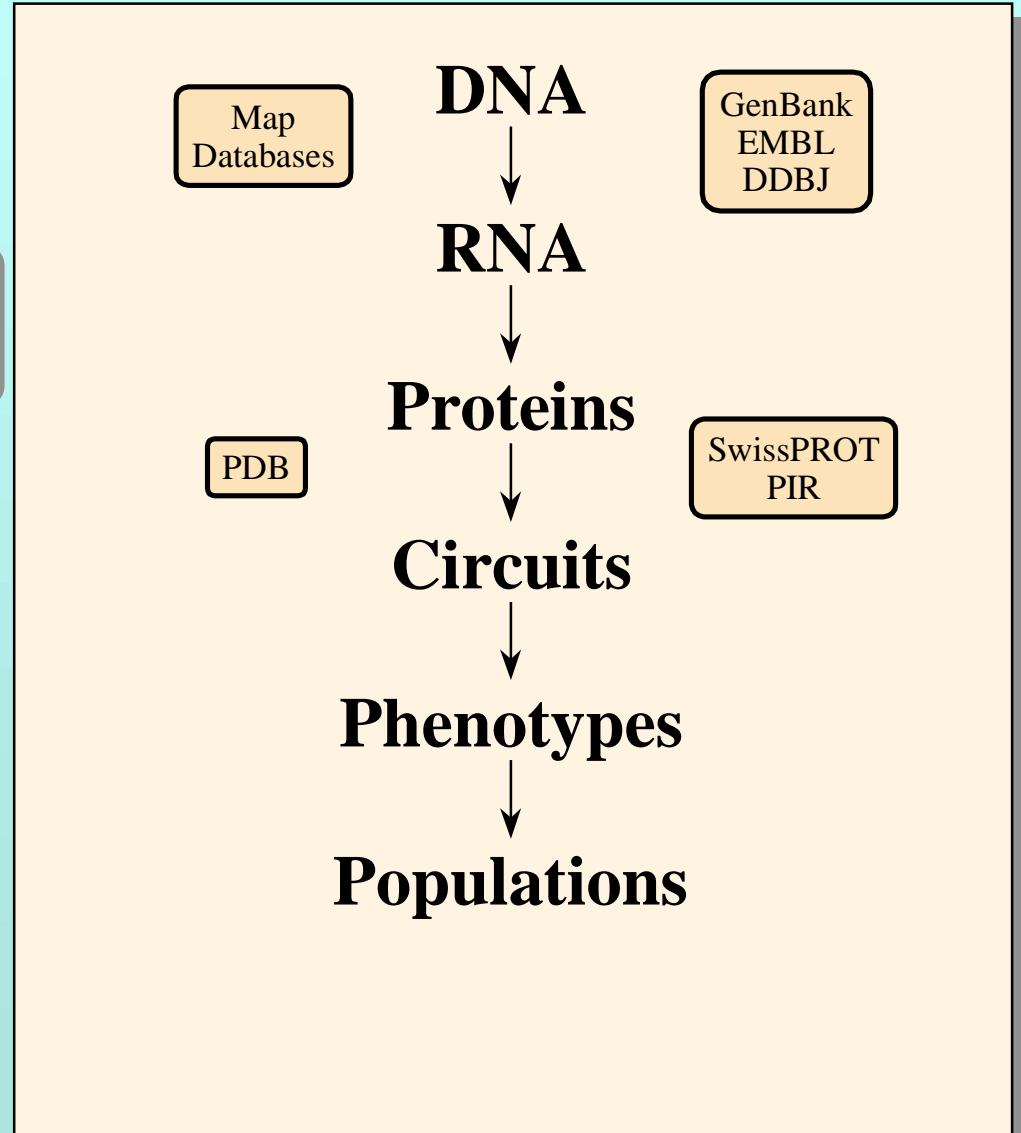 DNA
Map
Databases
GenBank
EMBL
DDBJ
RNA
Proteins
PDB
SwissPROT
PIR
Circuits
Phenotypes
Populations